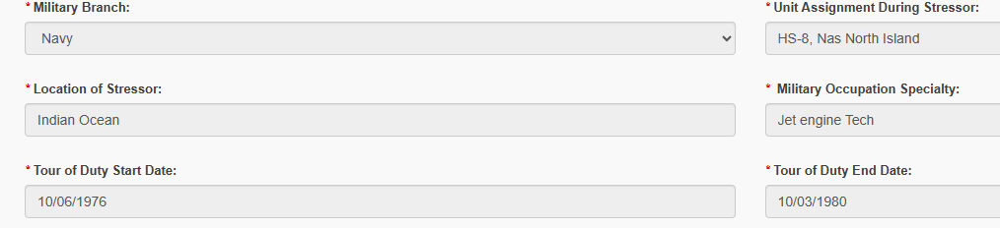 * Military Branch: * Unit Assignment During Stressor:
Navy HS-8, Nas North Island
* Location of Stressor: * Military Occupation Specialty:
Indian Ocean Jet engine Tech
* Tour of Duty Start Date: * Tour of Duty End Date:
10/06/1976 10/03/1980